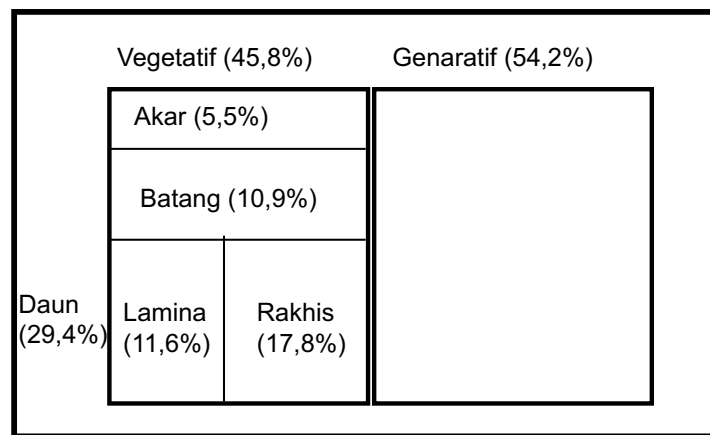 Vegetatif (45,8%)
Genaratif (54,2%)
Akar (5,5%)
Batang (10,9%)
Daun
(29,4%)
Lamina
(11,6%)
Rakhis
(17,8%)